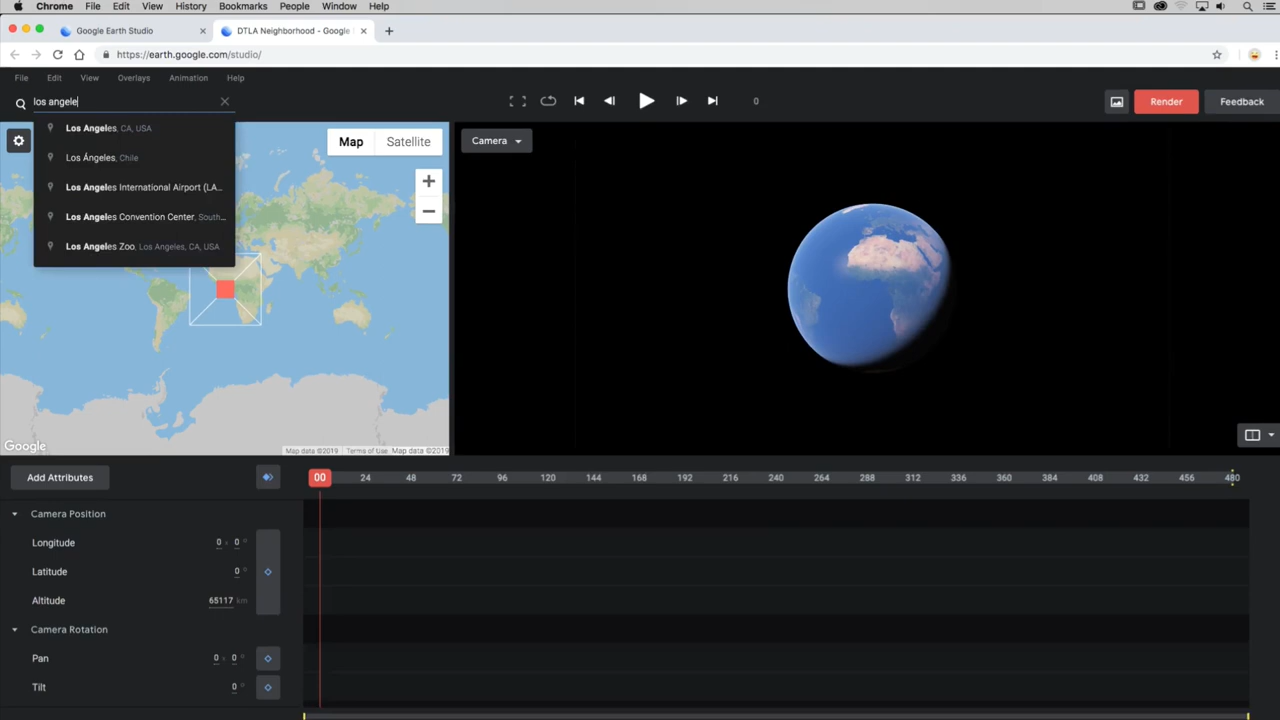 Chrome File Edit View History Bookmarks People Window Help
Google Earth Studio
DTLA Neighborhood - Google
https://earth.google.com/studio/
File Edit View Overlays Animation Help
los angele
0
Render
Feedback
Los Angeles, CA, USA
Los Ángeles, Chile
Los Angeles International Airport (LA...
Los Angeles Convention Center, South...
Los Angeles Zoo, Los Angeles, CA, USA
Map Satellite
Camera
Google
Map data ©2019 Terms of Use Map data ©2019
Add Attributes
00 24 48 72 96 120 144 168 192 216 240 264 288 312 336 360 384 408 432 456 480
Camera Position
Longitude 0 x 0 °
Latitude 0 °
Altitude 65117 km
Camera Rotation
Pan 0 x 0 °
Tilt 0 °